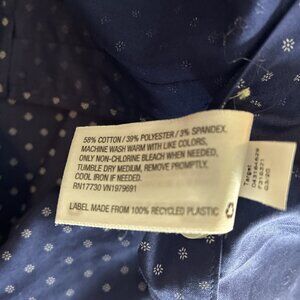 58% COTTON / 39% POLYESTER / 3% SPANDEX.
MACHINE WASH WARM WITH LIKE COLORS,
ONLY NON-CHLORINE BLEACH WHEN NEEDED,
TUMBLE DRY MEDIUM, REMOVE PROMPTLY,
COOL IRON IF NEEDED.
RN17730 VN1979691
LABEL MADE FROM 100% RECYCLED PLASTIC
Target